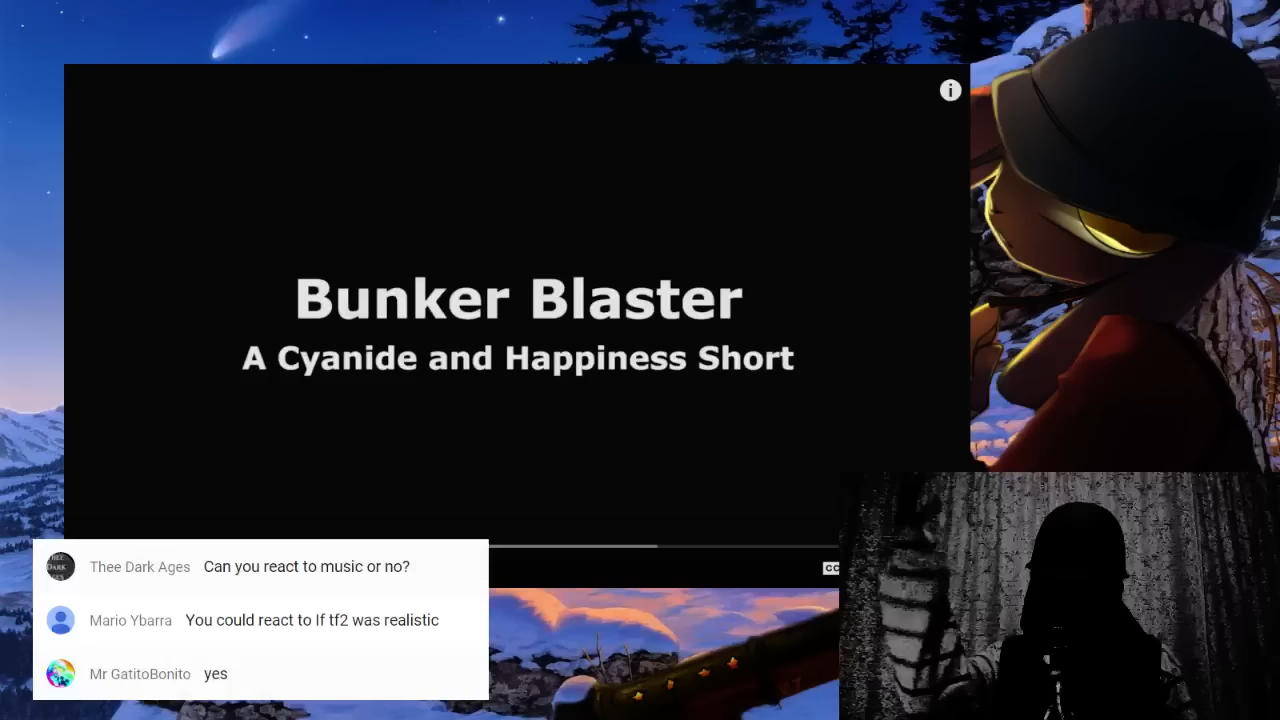 i
Bunker Blaster
A Cyanide and Happiness Short
CC
Thee Dark Ages Can you react to music or no?
Mario Ybarra You could react to If tf2 was realistic
Mr GatitoBonito yes